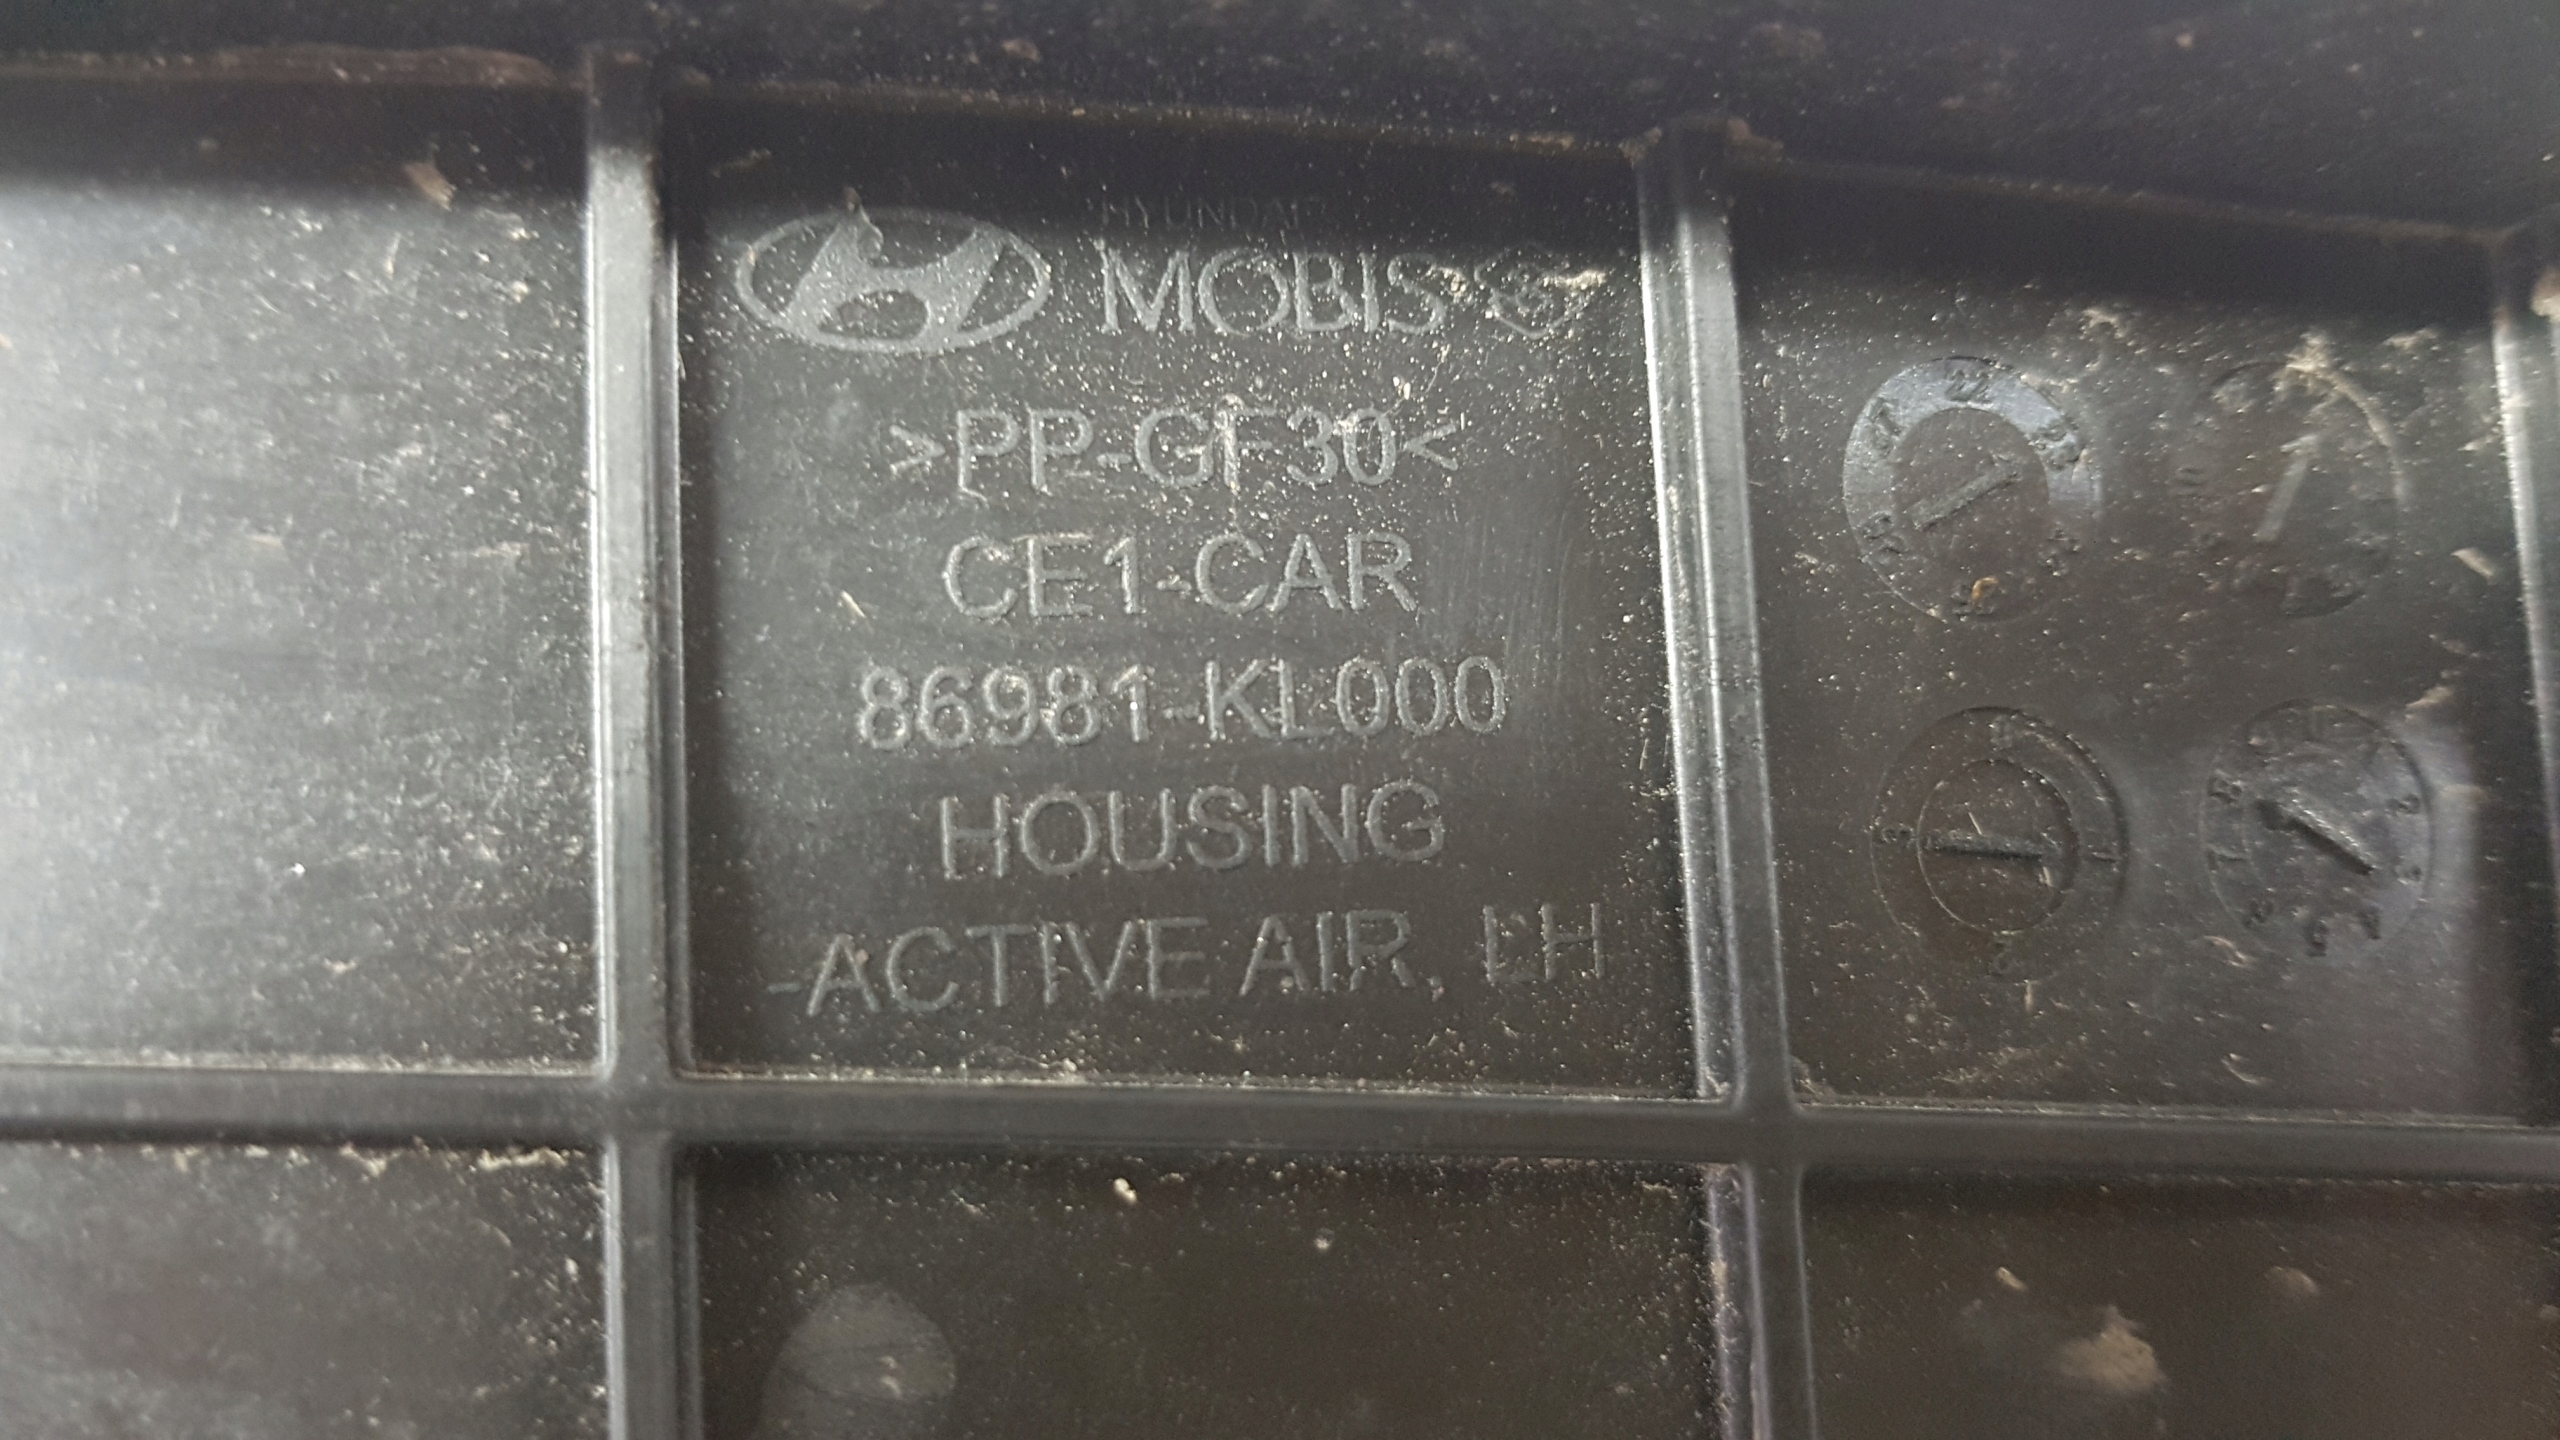 HYUNDAI
MOBIS
>PP-GF30<
CE1-CAR
86981-KL000
HOUSING
-ACTIVE AIR, LH